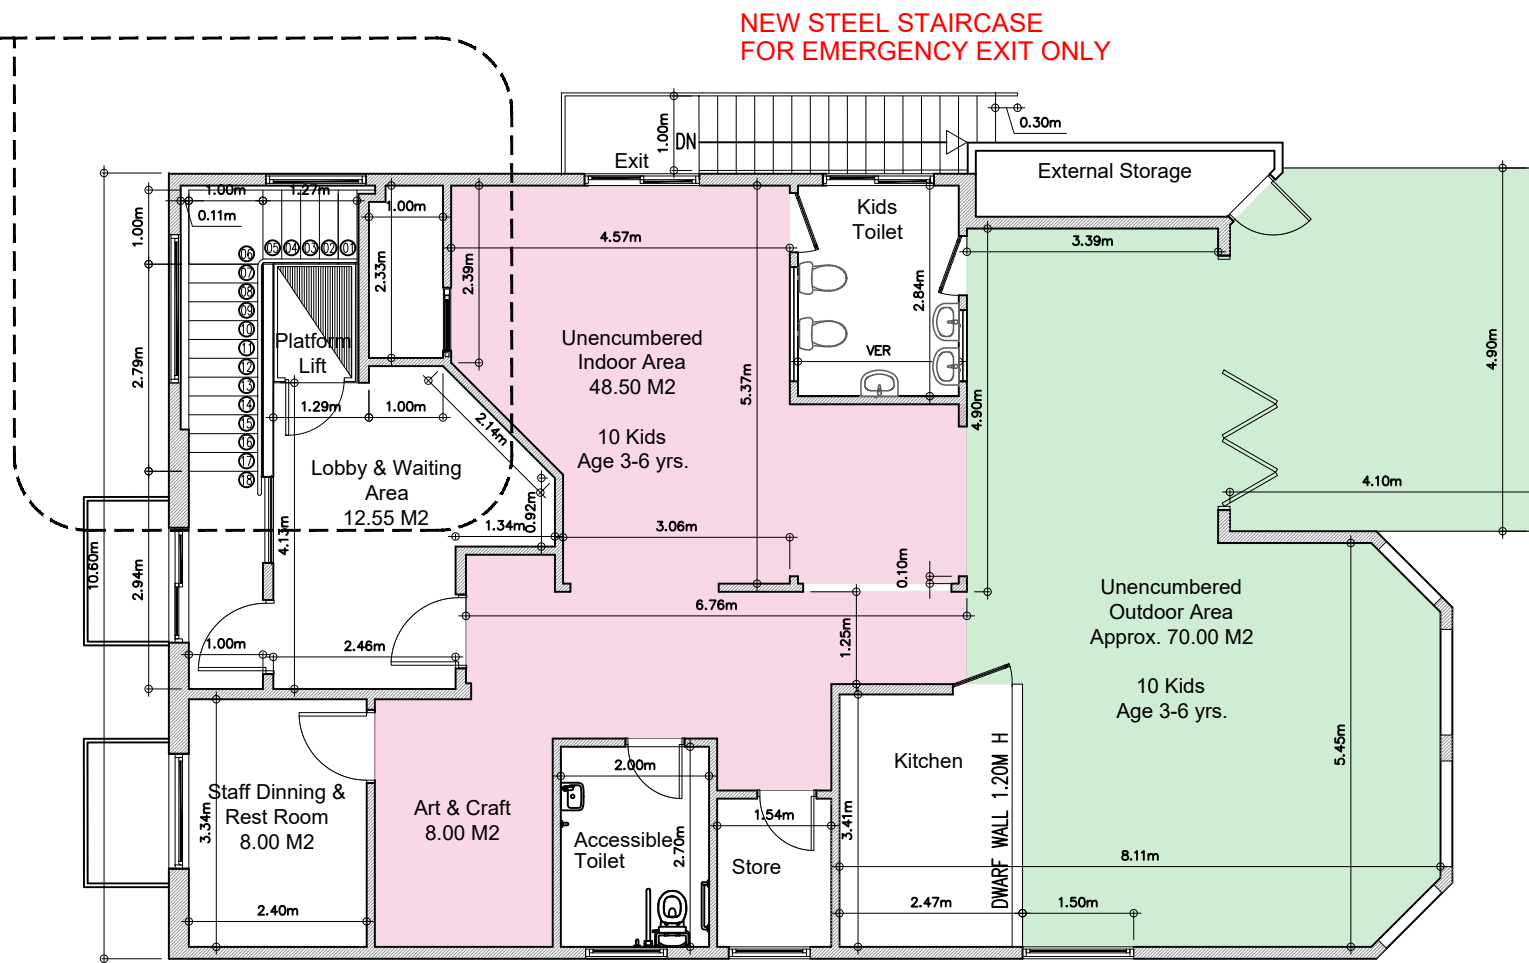 NEW STEEL STAIRCASE
FOR EMERGENCY EXIT ONLY
0.30m
1.00m
DN
Exit
External Storage
1.00m
1.27m
0.11m
1.00m
1.00m
Kids
Toilet
4.57m
3.39m
2.33m
2.39m
2.84m
05 04 03 02 01
06
07
08
09
10
11
12
13
14
15
16
17
18
Platform
Lift
Unencumbered
Indoor Area
48.50 M2
10 Kids
Age 3-6 yrs.
VER
2.79m
5.37m
4.90m
4.90m
1.29m
1.00m
2.14m
Lobby & Waiting
Area
12.55 M2
4.10m
0.92m
1.34m
4.13m
3.06m
10.60m
2.94m
0.10m
6.76m
1.25m
1.00m
2.46m
Unencumbered
Outdoor Area
Approx. 70.00 M2
10 Kids
Age 3-6 yrs.
5.45m
Kitchen
DWARF WALL 1.20M H
2.00m
Staff Dinning &
Rest Room
8.00 M2
3.34m
Art & Craft
8.00 M2
Accessible
Toilet
2.70m
1.54m
3.41m
Store
8.11m
2.40m
2.47m
1.50m